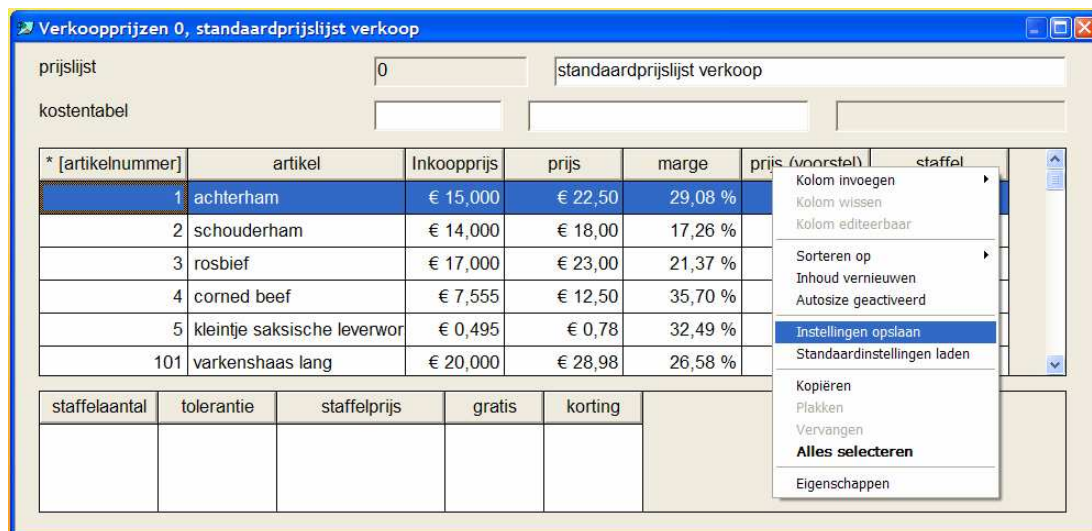 Verkoopprijzen 0, standaardprijslijst verkoop
prijslijst 0 standaardprijslijst verkoop
kostentabel
* [artikelnummer] artikel Inkoopprijs prijs marge prijs (voorstel) staffel
1 achterham € 15,000 € 22,50 29,08 %
2 schouderham € 14,000 € 18,00 17,26 %
3 rosbief € 17,000 € 23,00 21,37 %
4 corned beef € 7,555 € 12,50 35,70 %
5 kleintje saksische leverwor € 0,495 € 0,78 32,49 %
101 varkenshaas lang € 20,000 € 28,98 26,58 %
Kolom invoegen
Kolom wissen
Kolom editeerbaar
Sorteren op
Inhoud vernieuwen
Autosize geactiveerd
Instellingen opslaan
Standaardinstellingen laden
Kopiëren
Plakken
Vervangen
Alles selecteren
Eigenschappen
staffelaantal tolerantie staffelprijs gratis korting